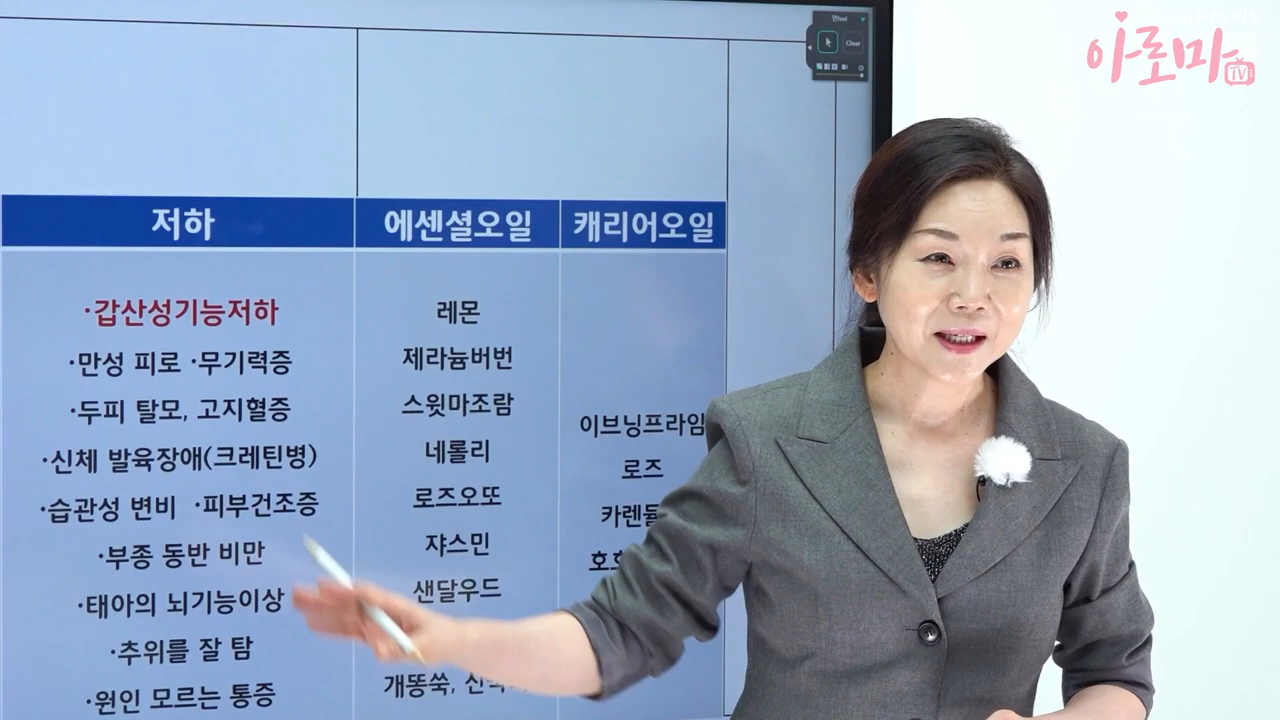 아로마 TV
Clear
저하 에센셜오일 캐리어오일
·갑산성기능저하
·만성 피로 ·무기력증
·두피 탈모, 고지혈증
·신체 발육장애(크레틴병)
·습관성 변비 ·피부건조증
·부종 동반 비만
·태아의 뇌기능이상
·추위를 잘 탐
·원인 모르는 통증
레몬
제라늄버번
스윗마조람
네롤리
로즈오또
쟈스민
샌달우드
개똥쑥,
이브닝프라임
로즈